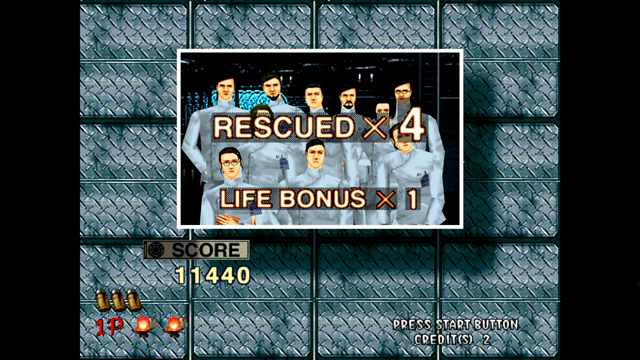 RESCUED × 4
LIFE BONUS × 1
SCORE
11440
1P
PRESS START BUTTON
CREDIT(S). 2